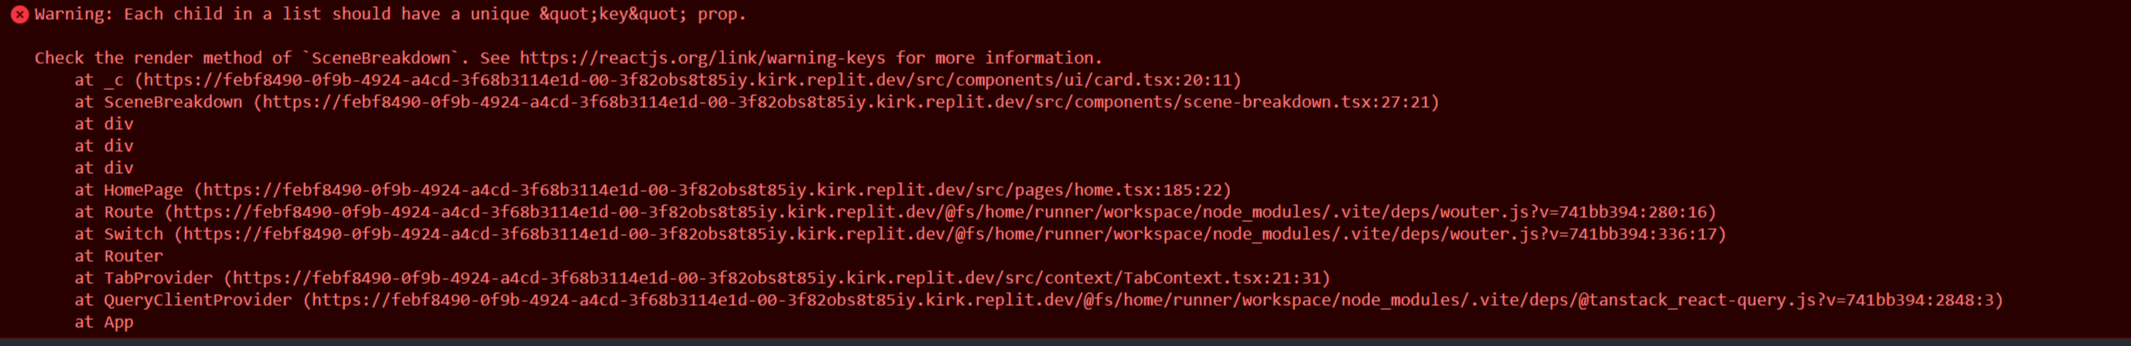 Warning: Each child in a list should have a unique &quot;key&quot; prop.
Check the render method of `SceneBreakdown`. See https://reactjs.org/link/warning-keys for more information.
at _c (https://febf8490-0f9b-4924-a4cd-3f68b3114e1d-00-3f82obs8t85iy.kirk.replit.dev/src/components/ui/card.tsx:20:11)
at SceneBreakdown (https://febf8490-0f9b-4924-a4cd-3f68b3114e1d-00-3f82obs8t85iy.kirk.replit.dev/src/components/scene-breakdown.tsx:27:21)
at div
at div
at div
at HomePage (https://febf8490-0f9b-4924-a4cd-3f68b3114e1d-00-3f82obs8t85iy.kirk.replit.dev/src/pages/home.tsx:185:22)
at Route (https://febf8490-0f9b-4924-a4cd-3f68b3114e1d-00-3f82obs8t85iy.kirk.replit.dev/@fs/home/runner/workspace/node_modules/.vite/deps/wouter.js?v=741bb394:280:16)
at Switch (https://febf8490-0f9b-4924-a4cd-3f68b3114e1d-00-3f82obs8t85iy.kirk.replit.dev/@fs/home/runner/workspace/node_modules/.vite/deps/wouter.js?v=741bb394:336:17)
at Router
at TabProvider (https://febf8490-0f9b-4924-a4cd-3f68b3114e1d-00-3f82obs8t85iy.kirk.replit.dev/src/context/TabContext.tsx:21:31)
at QueryClientProvider (https://febf8490-0f9b-4924-a4cd-3f68b3114e1d-00-3f82obs8t85iy.kirk.replit.dev/@fs/home/runner/workspace/node_modules/.vite/deps/@tanstack_react-query.js?v=741bb394:2848:3)
at App